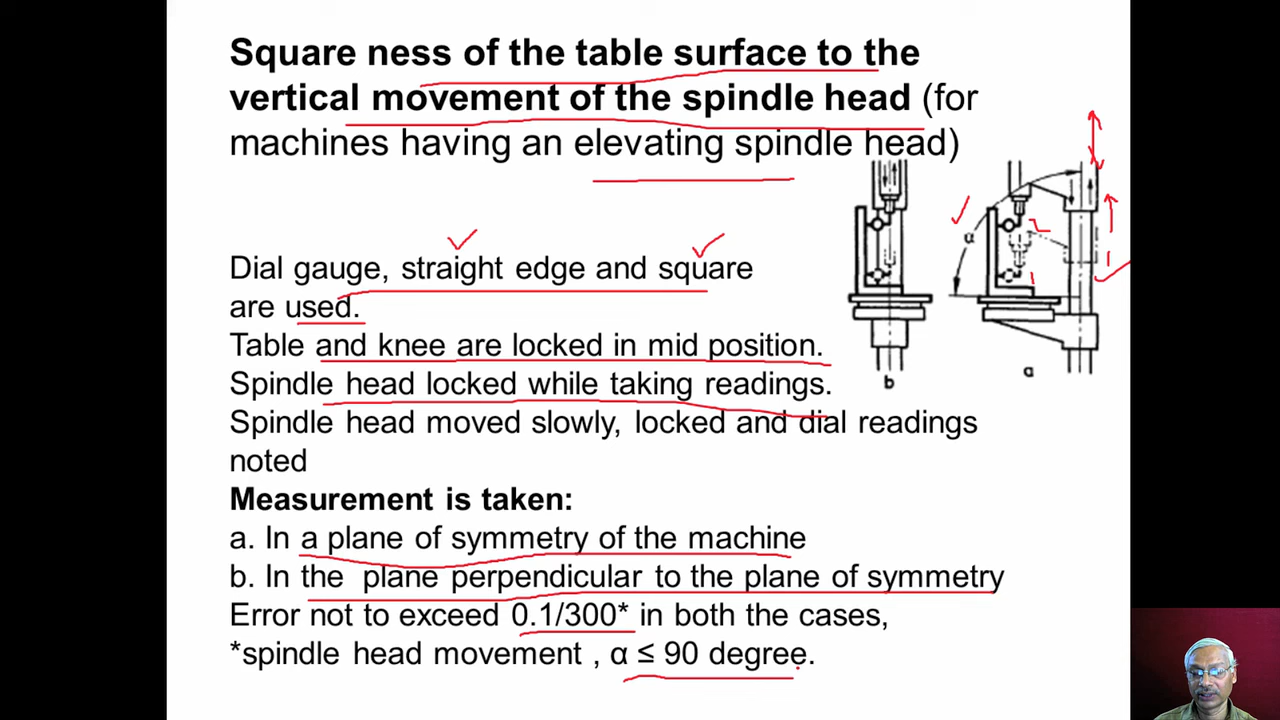 Square ness of the table surface to the
vertical movement of the spindle head (for
machines having an elevating spindle head)
Dial gauge, straight edge and square
are used.
Table and knee are locked in mid position.
Spindle head locked while taking readings.
Spindle head moved slowly, locked and dial readings
noted
Measurement is taken:
a. In a plane of symmetry of the machine
b. In the plane perpendicular to the plane of symmetry
Error not to exceed 0.1/300* in both the cases,
*spindle head movement , α ≤ 90 degree.
α
2
1
1
b
a